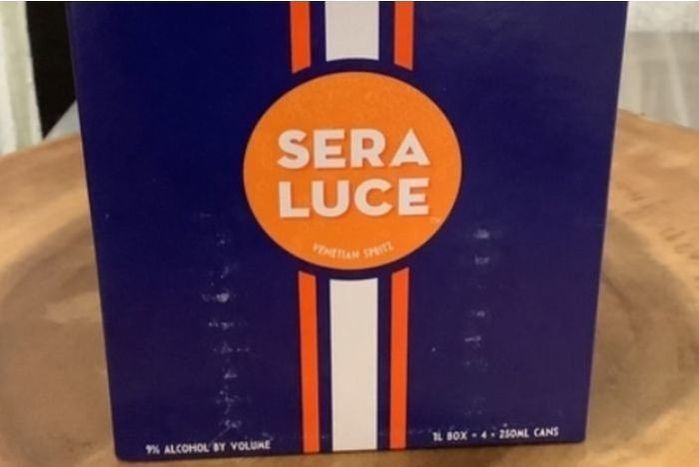 SERA
LUCE
VENETIAN SPRITZ
9% ALCOHOL BY VOLUME
1L BOX - 4 - 250ML CANS